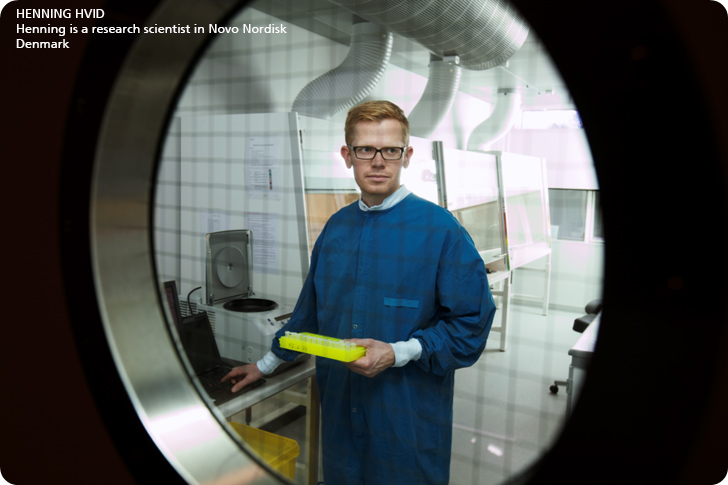 HENNING HVID
Henning is a research scientist in Novo Nordisk
Denmark